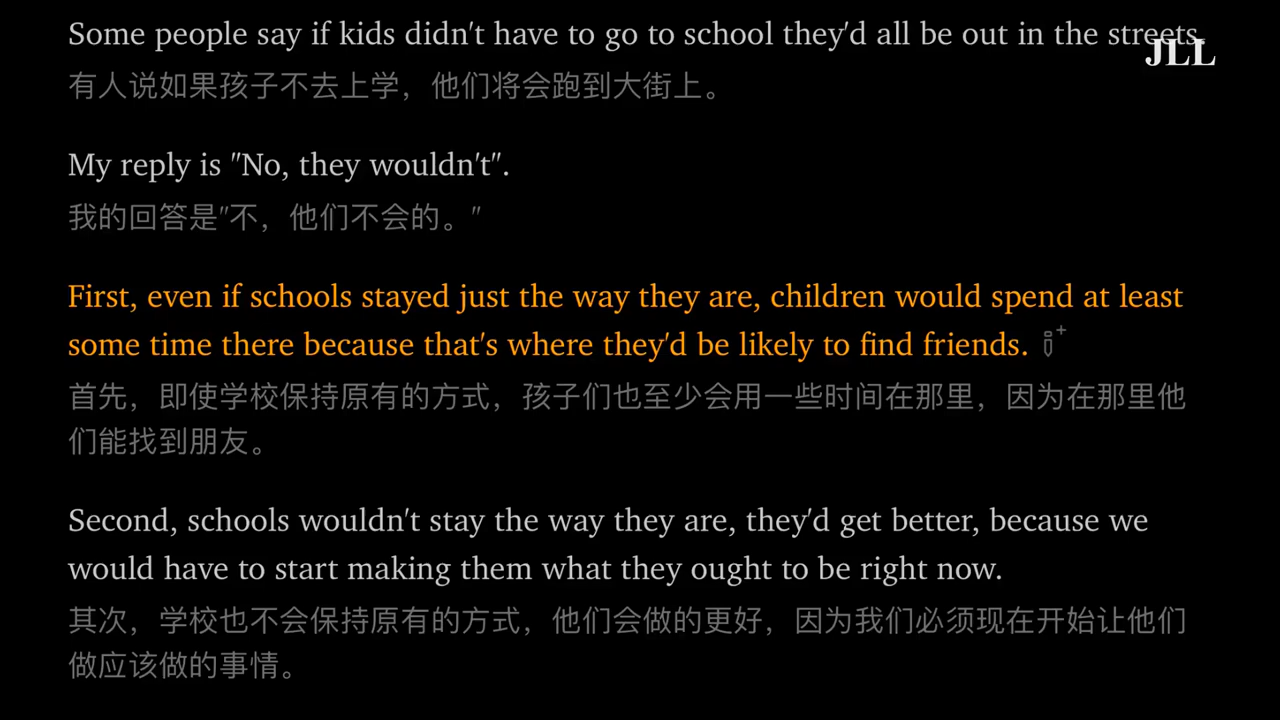 Some people say if kids didn't have to go to school they'd all be out in the streets.
JLL
有人说如果孩子不去上学，他们将会跑到大街上。
My reply is "No, they wouldn't".
我的回答是"不，他们不会的。"
First, even if schools stayed just the way they are, children would spend at least
some time there because that's where they'd be likely to find friends.
首先，即使学校保持原有的方式，孩子们也至少会用一些时间在那里，因为在那里他
们能找到朋友。
Second, schools wouldn't stay the way they are, they'd get better, because we
would have to start making them what they ought to be right now.
其次，学校也不会保持原有的方式，他们会做的更好，因为我们必须现在开始让他们
做应该做的事情。